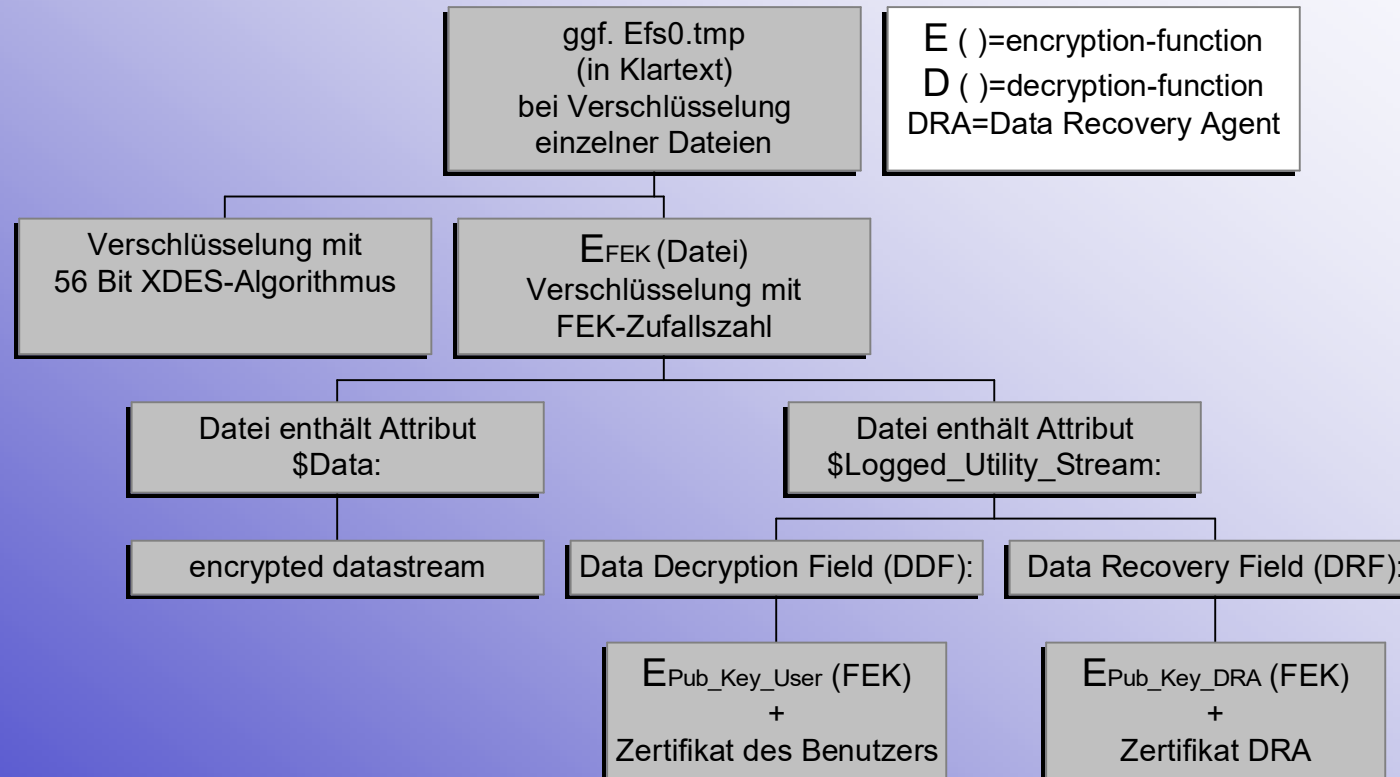 ggf. Efs0.tmp
(in Klartext)
bei Verschlüsselung
einzelner Dateien
E ( )=encryption-function
D ( )=decryption-function
DRA=Data Recovery Agent
Verschlüsselung mit
56 Bit XDES-Algorithmus
EFEK (Datei)
Verschlüsselung mit
FEK-Zufallszahl
Datei enthält Attribut
$Data:
Datei enthält Attribut
$Logged_Utility_Stream:
encrypted datastream
Data Decryption Field (DDF):
Data Recovery Field (DRF):
EPub_Key_User (FEK)
+
Zertifikat des Benutzers
EPub_Key_DRA (FEK)
+
Zertifikat DRA